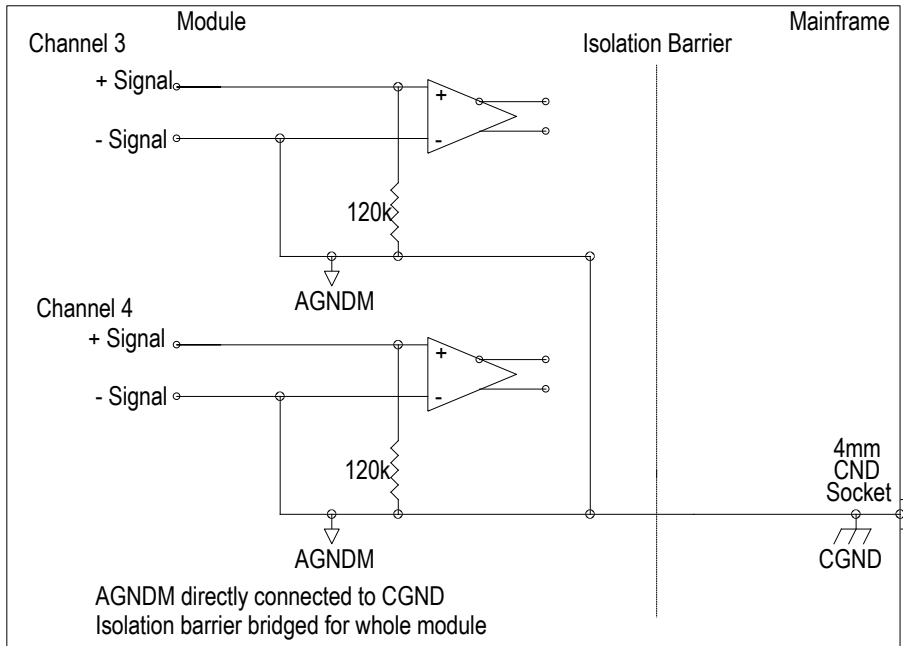 Module
Isolation Barrier
Mainframe
Channel 3
+ Signal
- Signal
+
-
120k
AGNDM
Channel 4
+ Signal
- Signal
+
-
120k
AGNDM
4mm
CND
Socket
CGND
AGNDM directly connected to CGND
Isolation barrier bridged for whole module